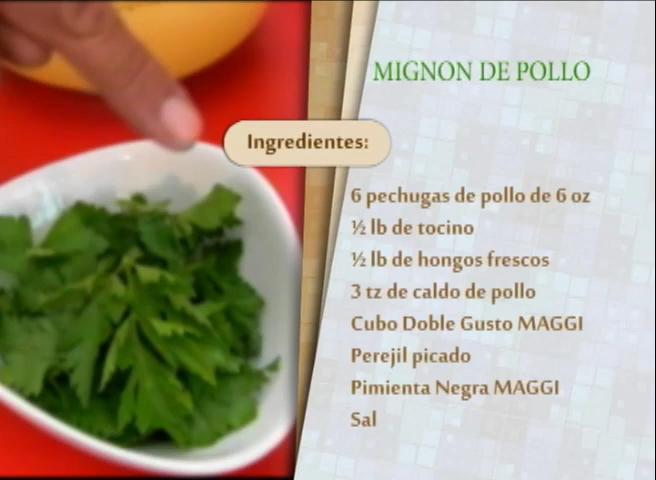 MIGNON DE POLLO
Ingredientes:
6 pechugas de pollo de 6 oz
½ lb de tocino
½ lb de hongos frescos
3 tz de caldo de pollo
Cubo Doble Gusto MAGGI
Perejil picado
Pimienta Negra MAGGI
Sal